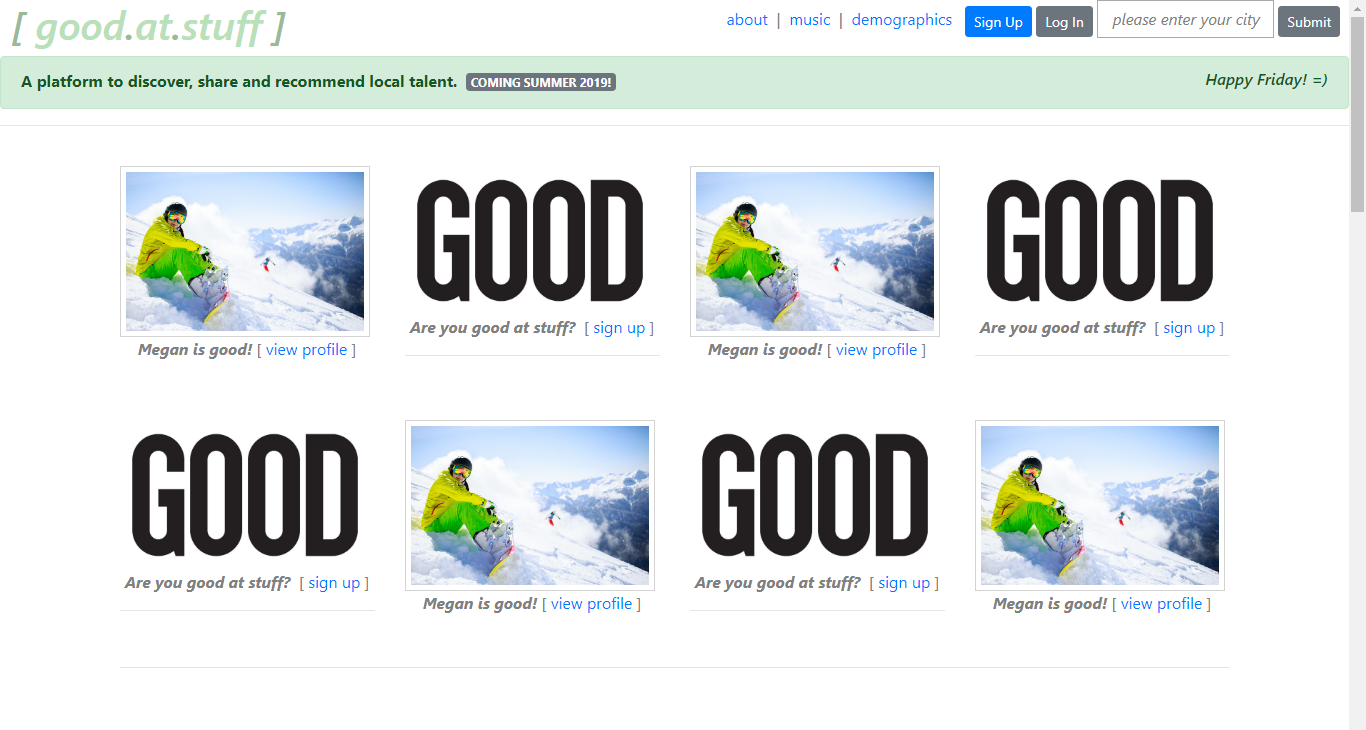 [ good.at.stuff ]
about | music | demographics Sign Up Log In please enter your city Submit
A platform to discover, share and recommend local talent. COMING SUMMER 2019! Happy Friday! =)
GOOD GOOD
Are you good at stuff? [ sign up ] Are you good at stuff? [ sign up ]
Megan is good! [ view profile ] Megan is good! [ view profile ]
GOOD GOOD
Are you good at stuff? [ sign up ] Are you good at stuff? [ sign up ]
Megan is good! [ view profile ] Megan is good! [ view profile ]